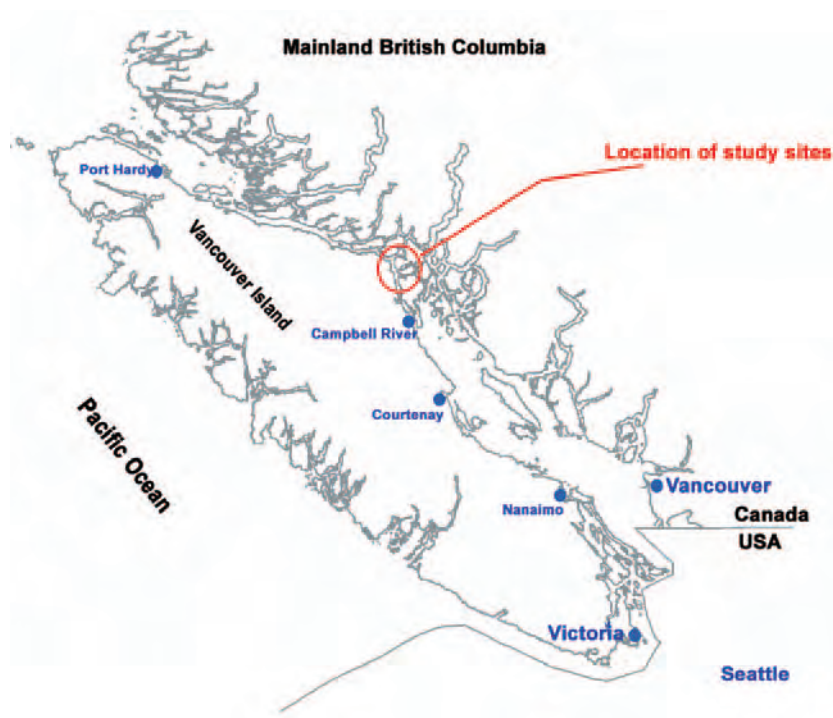 Mainland British Columbia
Location of study sites
Port Hardy
Vancouver Island
Campbell River
Pacific Ocean
Courtenay
Vancouver
Nanaimo
Canada
USA
Victoria
Seattle